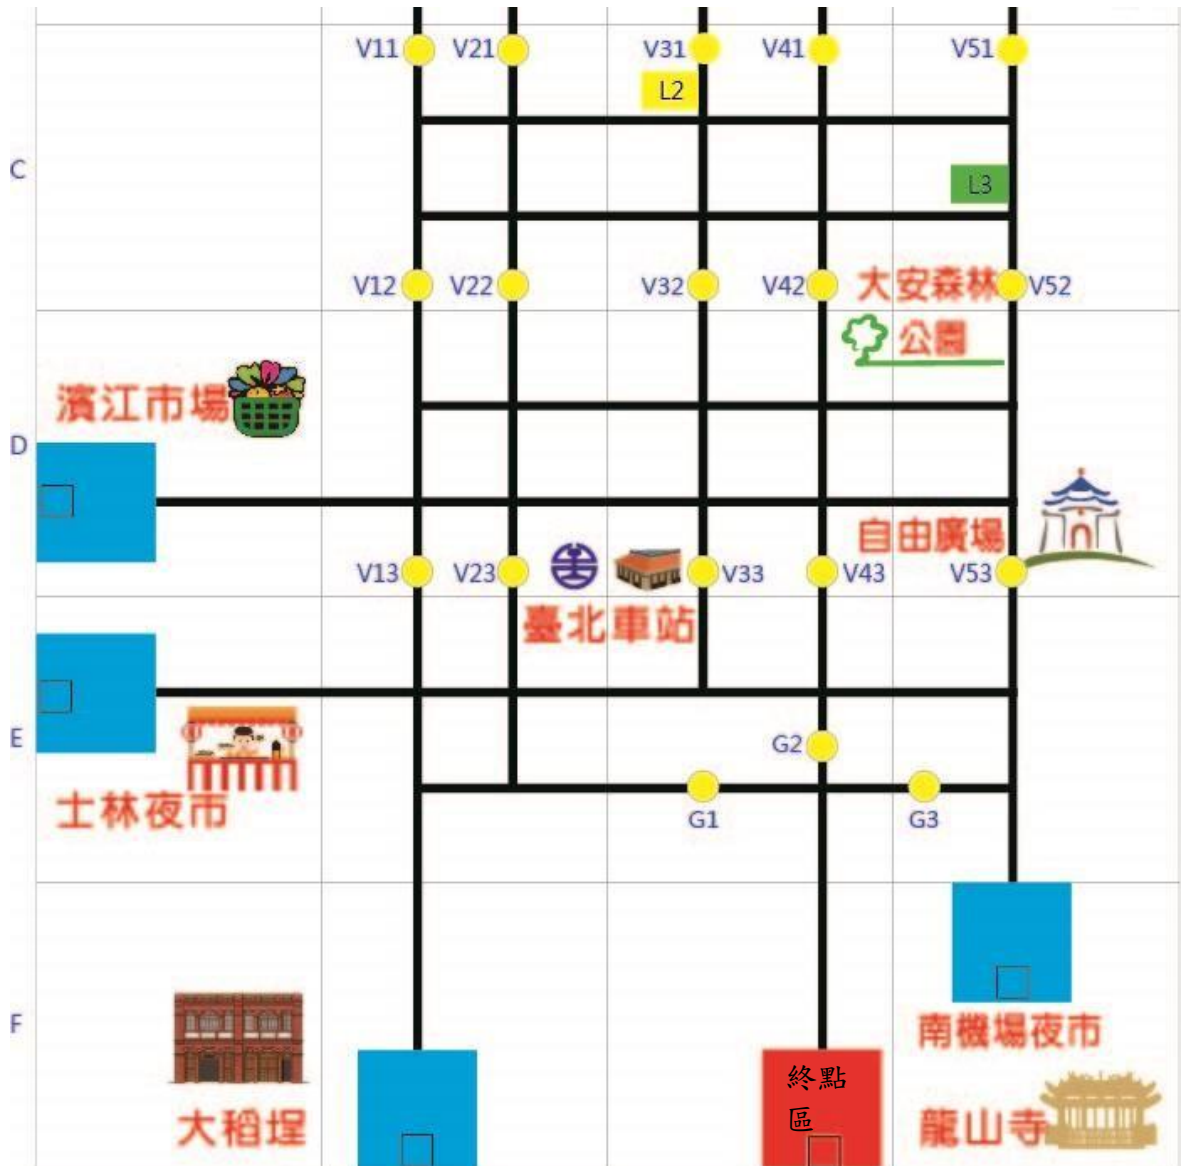 V11
V21
V31
V41
V51
L2
C
L3
V12
V22
V32
V42
大安森林
V52
公園
濱江市場
D
自由廣場
V13
V23
V33
V43
V53
臺北車站
E
G2
士林夜市
G1
G3
F
南機場夜市
終點
區
大稻埕
龍山寺